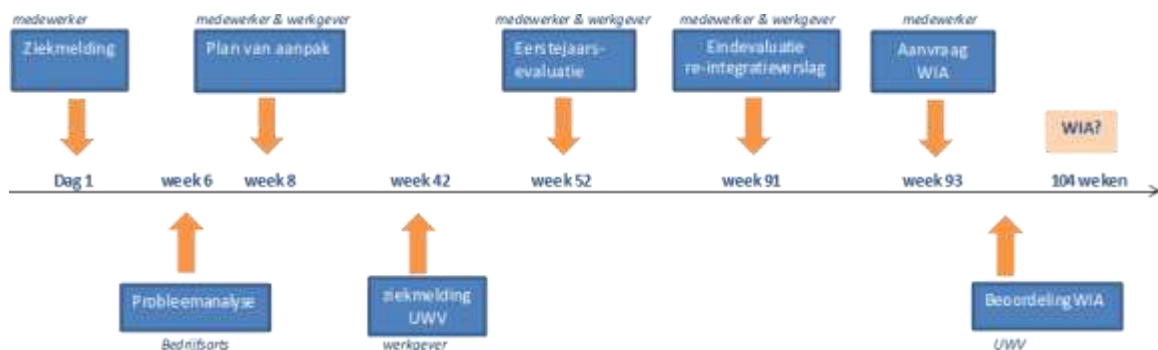 medewerker
Ziekmelding
medewerker & werkgever
Plan van aanpak
medewerker & werkgever
Eerstejaars-
evaluatie
medewerker & werkgever
Eindevaluatie
re-integratieverslag
medewerker
Aanvraag
WIA
WIA?
Dag 1
week 6
week 8
week 42
week 52
week 91
week 93
104 weken
Probleemanalyse
Bedrijfsarts
ziekmelding
UWV
werkgever
Beoordeling WIA
UWV